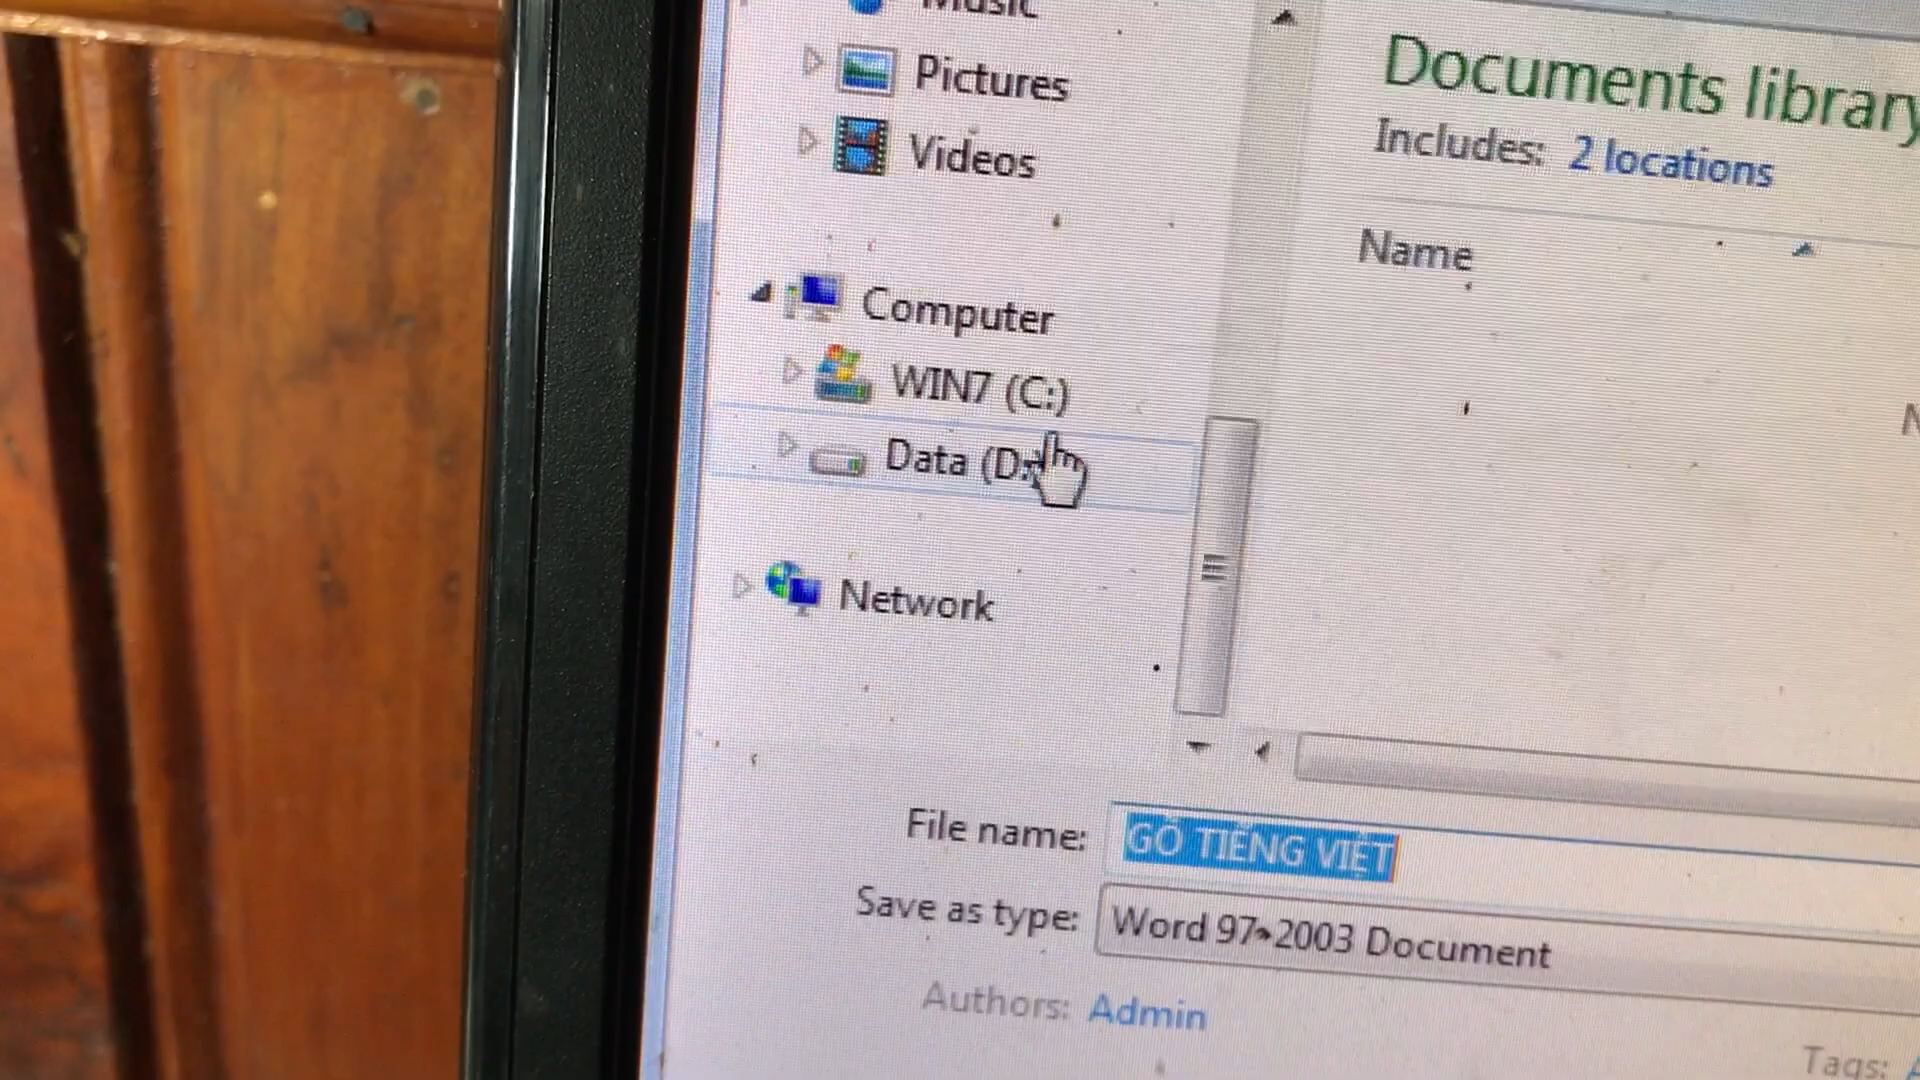 Music
Pictures
Videos
Computer
WIN7 (C:)
Data (D:)
Network
Documents library
Includes: 2 locations
Name
File name: GÕ TIẾNG VIỆT
Save as type: Word 97-2003 Document
Authors: Admin
Tags: